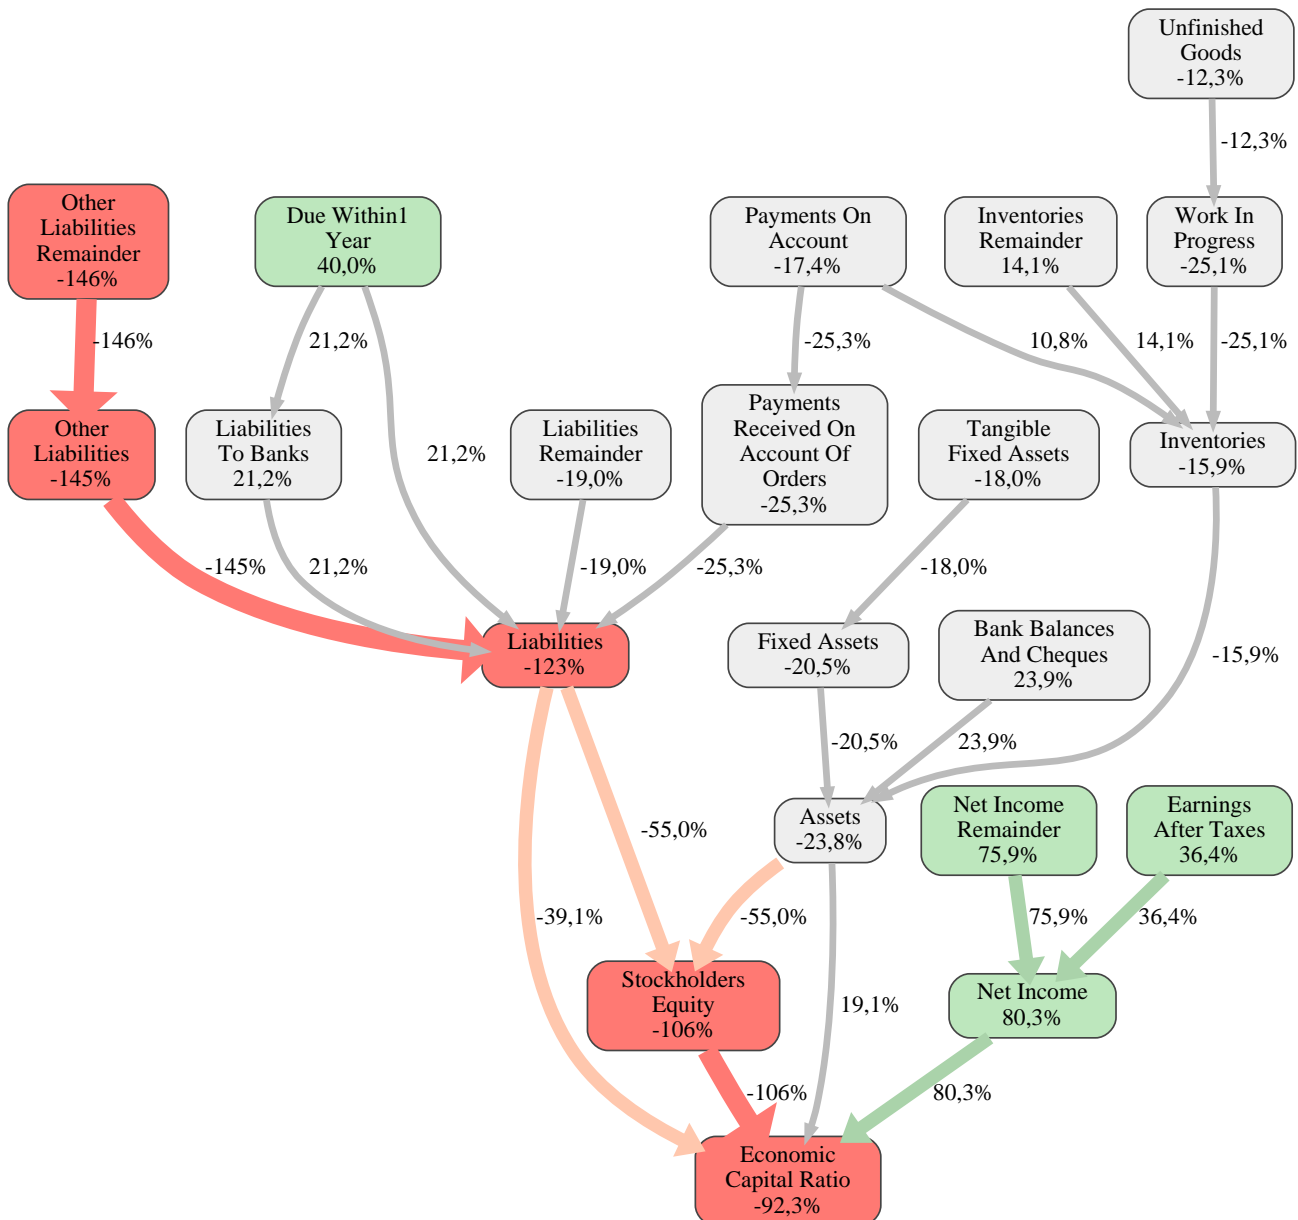 Unfinished
Goods
-12,3%
-12,3%
Other
Liabilities
Remainder
-146%
Due Within1
Year
40,0%
Payments On
Account
-17,4%
Inventories
Remainder
14,1%
Work In
Progress
-25,1%
-146%
21,2%
-25,3%
10,8%
14,1%
-25,1%
Other
Liabilities
-145%
Liabilities
To Banks
21,2%
21,2%
Liabilities
Remainder
-19,0%
Payments
Received On
Account Of
Orders
-25,3%
Tangible
Fixed Assets
-18,0%
Inventories
-15,9%
-145%
21,2%
-19,0%
-25,3%
-18,0%
Liabilities
-123%
Fixed Assets
-20,5%
Bank Balances
And Cheques
23,9%
-15,9%
-20,5%
23,9%
-55,0%
Assets
-23,8%
Net Income
Remainder
75,9%
Earnings
After Taxes
36,4%
-39,1%
-55,0%
75,9%
36,4%
Stockholders
Equity
-106%
19,1%
Net Income
80,3%
-106%
80,3%
Economic
Capital Ratio
-92,3%